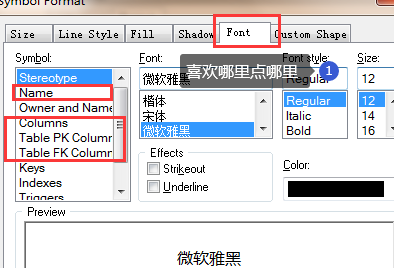 Symbol Format
Size
Line Style
Fill
Shadow
Font
Custom Shape
Symbol:
Font:
Font style:
Size:
喜欢哪里点哪里
1
Stereotype
Name
Owner and Name
Columns
Table PK Column
Table FK Column
Keys
Indexes
Triggers
微软雅黑
楷体
宋体
微软雅黑
Regular
Regular
Italic
Bold
12
12
14
16
Effects
Strikeout
Underline
Color:
Preview
微软雅黑